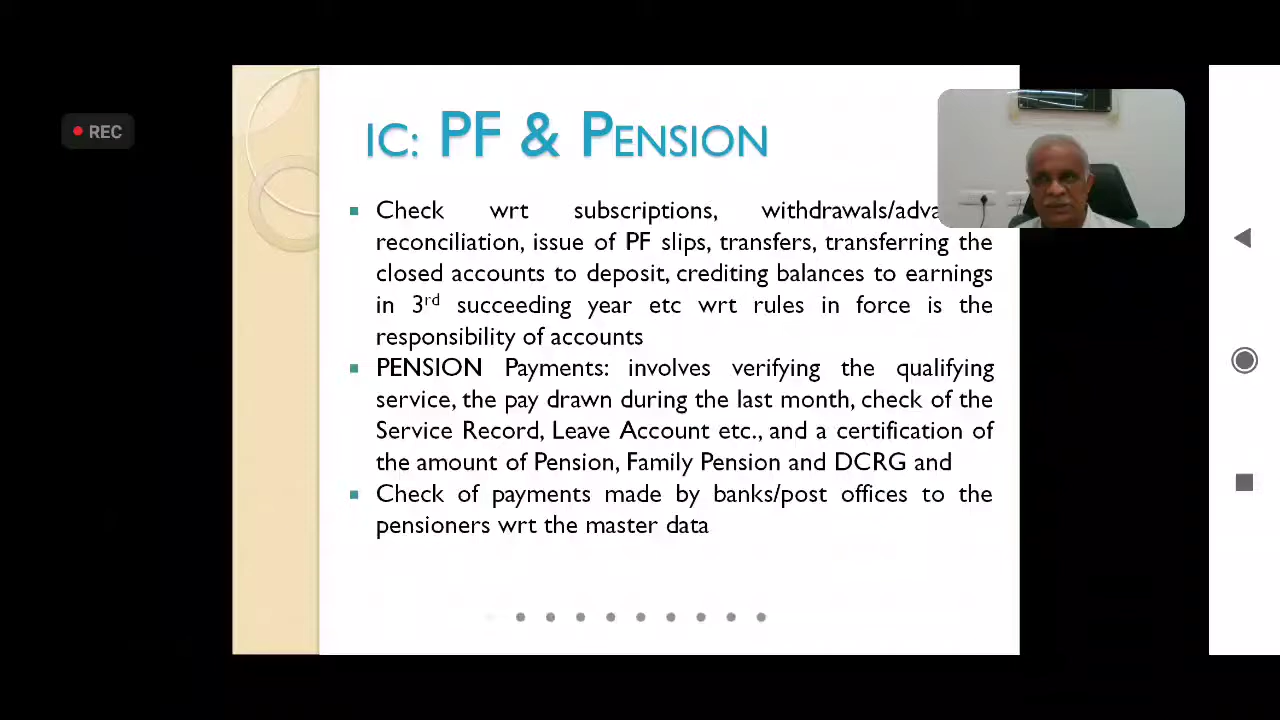 REC
IC: PF & PENSION
Check wrt subscriptions, withdrawals/
reconciliation, issue of PF slips, transfers, transferring the
closed accounts to deposit, crediting balances to earnings
in 3rd succeeding year etc wrt rules in force is the
responsibility of accounts
PENSION Payments: involves verifying the qualifying
service, the pay drawn during the last month, check of the
Service Record, Leave Account etc., and a certification of
the amount of Pension, Family Pension and DCRG and
Check of payments made by banks/post offices to the
pensioners wrt the master data